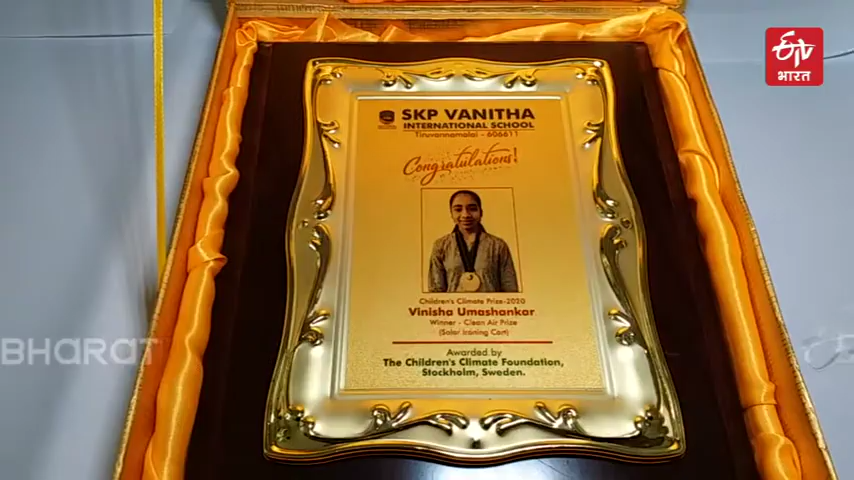 ETV
भारत
SKP VANITHA
INTERNATIONAL SCHOOL
Tiruvannamalai - 606611
Congratulations!
Children's Climate Prize-2020
Vinisha Umashankar
Winner - Clean Air Prize
(Solar Ironing Cart)
Awarded by
The Children's Climate Foundation,
Stockholm, Sweden.
BHARAT